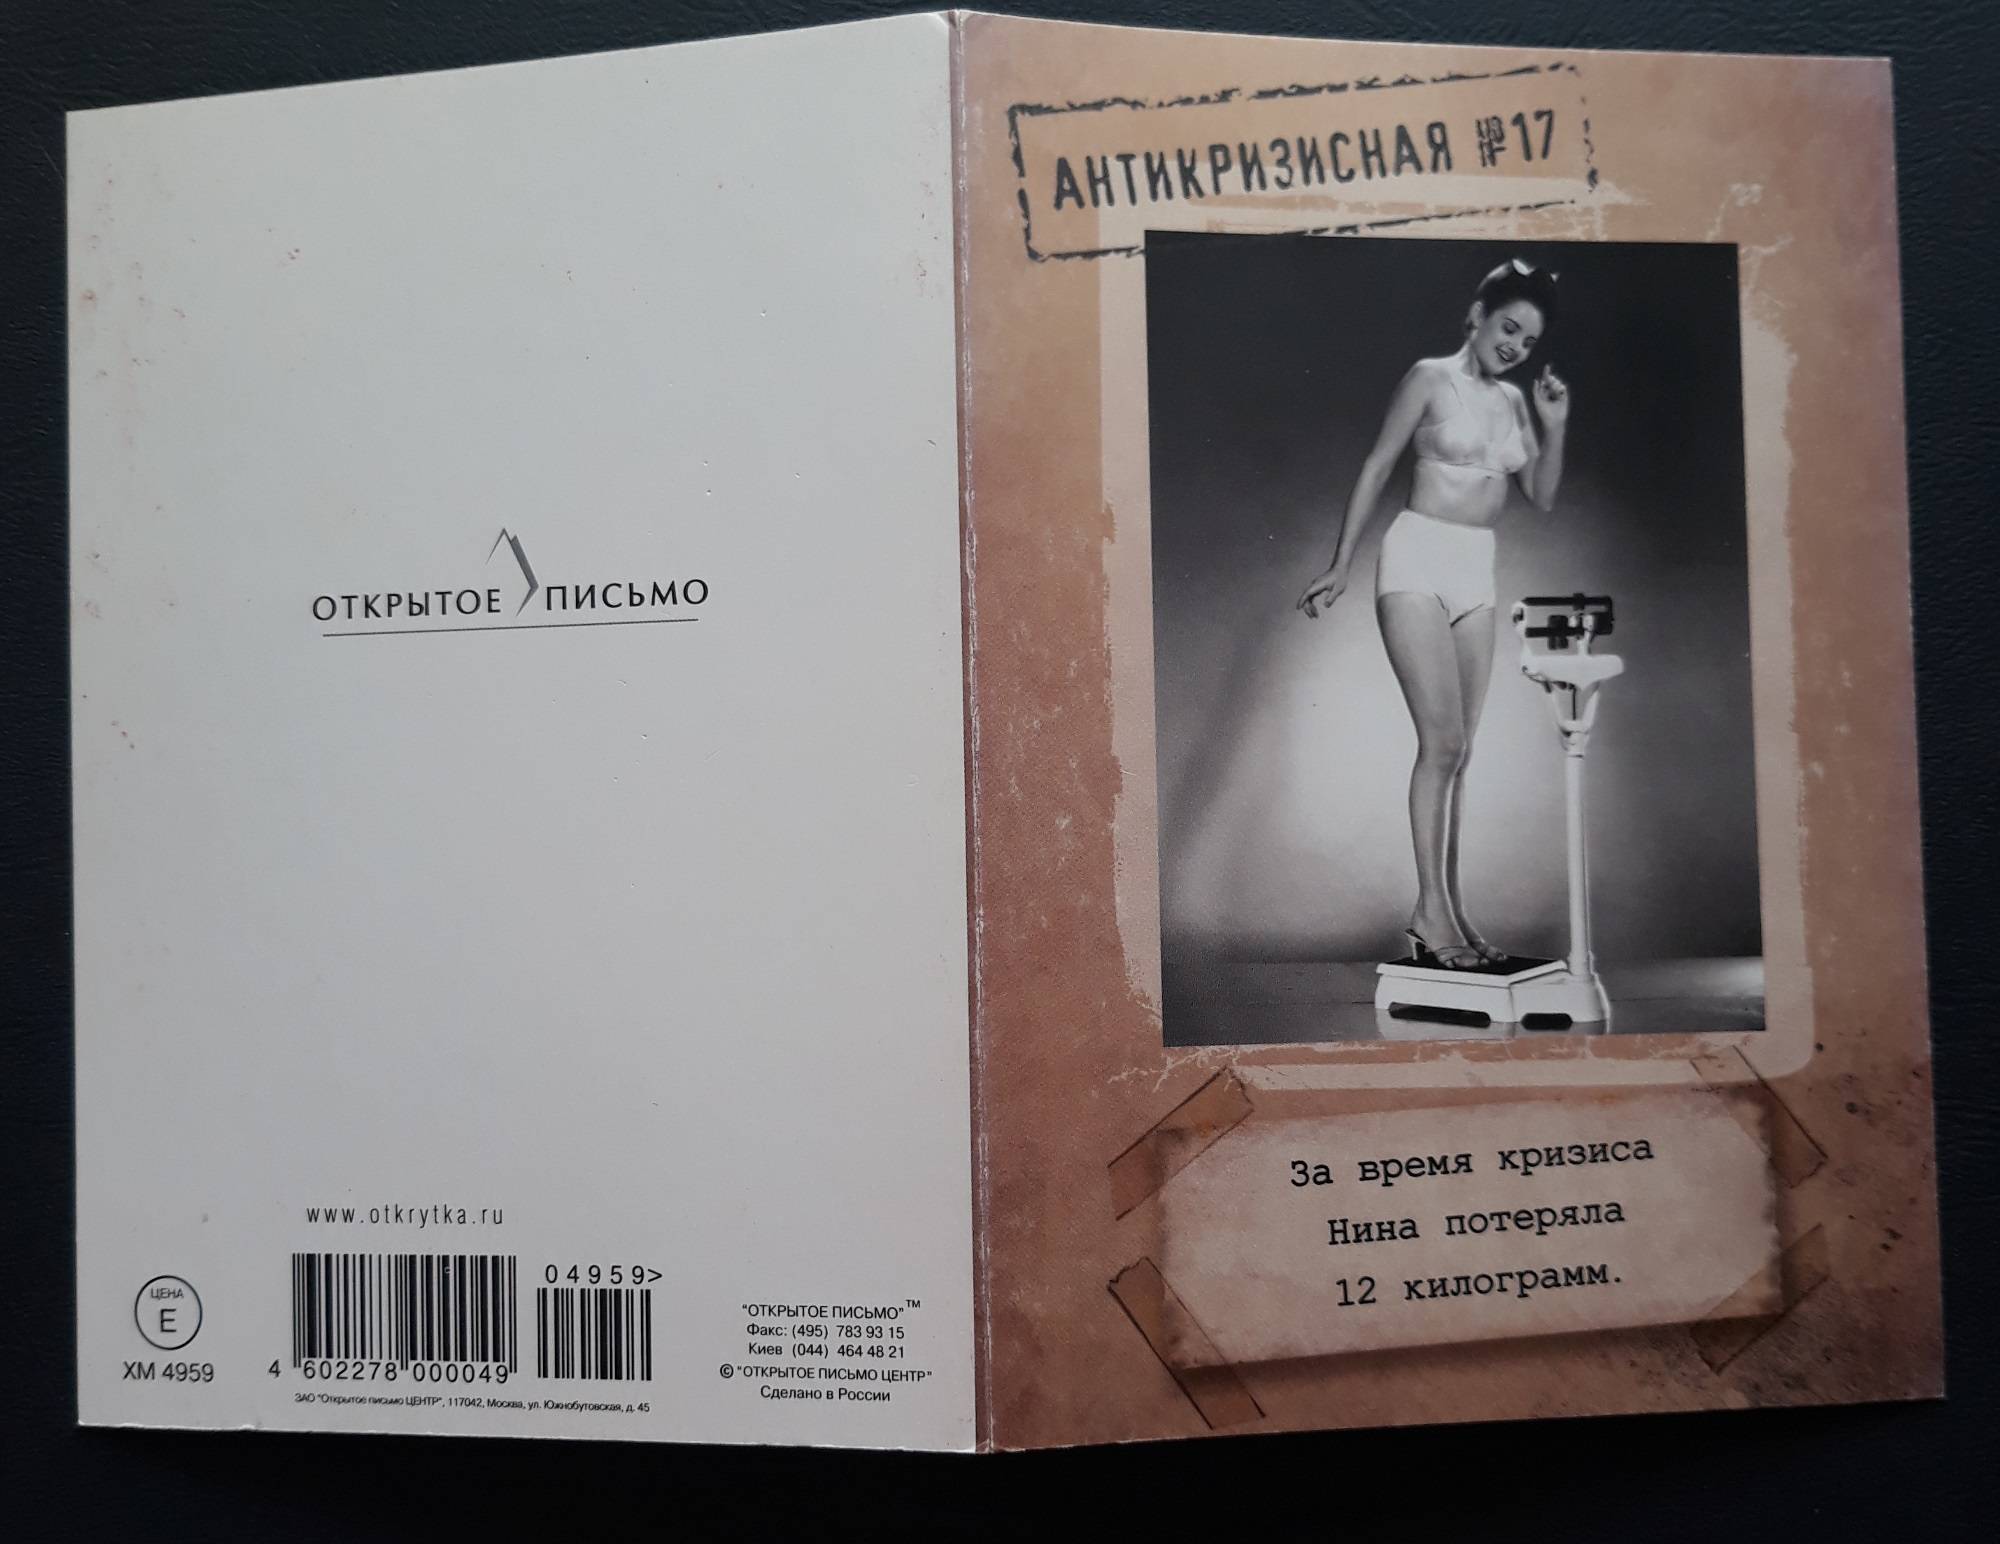 ОТКРЫТОЕ ПИСЬМО
www.otkrytka.ru
ЦЕНА
E
ХМ 4959
04959>
4 602278 000049
ЗАО "Открытое письмо ЦЕНТР", 117042, Москва, ул. Южнобутовская, д. 45
"ОТКРЫТОЕ ПИСЬМО"™
Факс: (495) 783 93 15
Киев (044) 464 48 21
© "ОТКРЫТОЕ ПИСЬМО ЦЕНТР"
Сделано в России
АНТИКРИЗИСНАЯ №17
За время кризиса
Нина потеряла
12 килограмм.